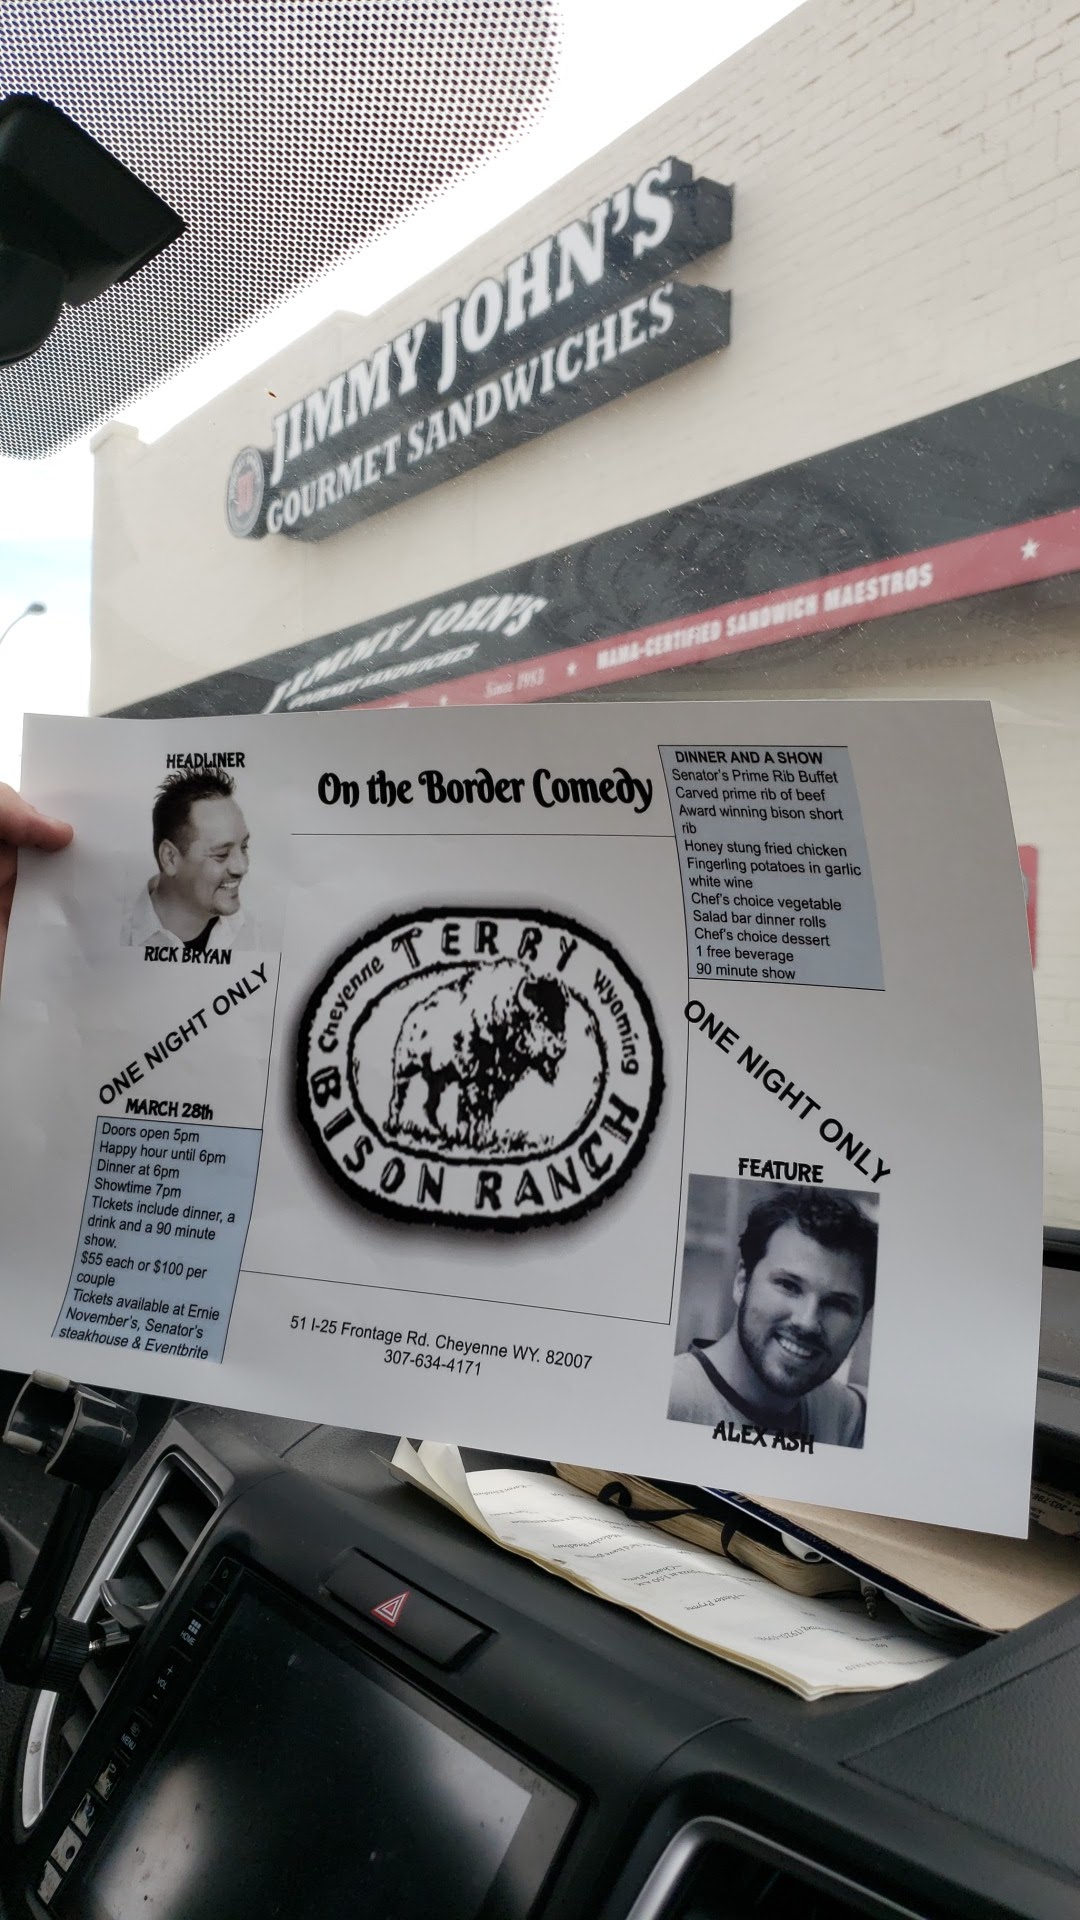 JIMMY JOHN'S
GOURMET SANDWICHES
JIMMY JOHN'S
GOURMET SANDWICHES
Since 1983 ★ MAMA-CERTIFIED SANDWICH MAESTROS ★
HEADLINER
RICK BRYAN
ONE NIGHT ONLY
MARCH 28th
Doors open 5pm
Happy hour until 6pm
Dinner at 6pm
Showtime 7pm
TIckets include dinner, a
drink and a 90 minute
show.
$55 each or $100 per
couple
Tickets available at Ernie
November's, Senator's
steakhouse & Eventbrite
On the Border Comedy
Cheyenne TERRY Wyoming
BISON RANCH
51 I-25 Frontage Rd. Cheyenne WY. 82007
307-634-4171
DINNER AND A SHOW
Senator's Prime Rib Buffet
Carved prime rib of beef
Award winning bison short
rib
Honey stung fried chicken
Fingerling potatoes in garlic
white wine
Chef's choice vegetable
Salad bar dinner rolls
Chef's choice dessert
1 free beverage
90 minute show
ONE NIGHT ONLY
FEATURE
ALEX ASH
HOME
VOL
MENU